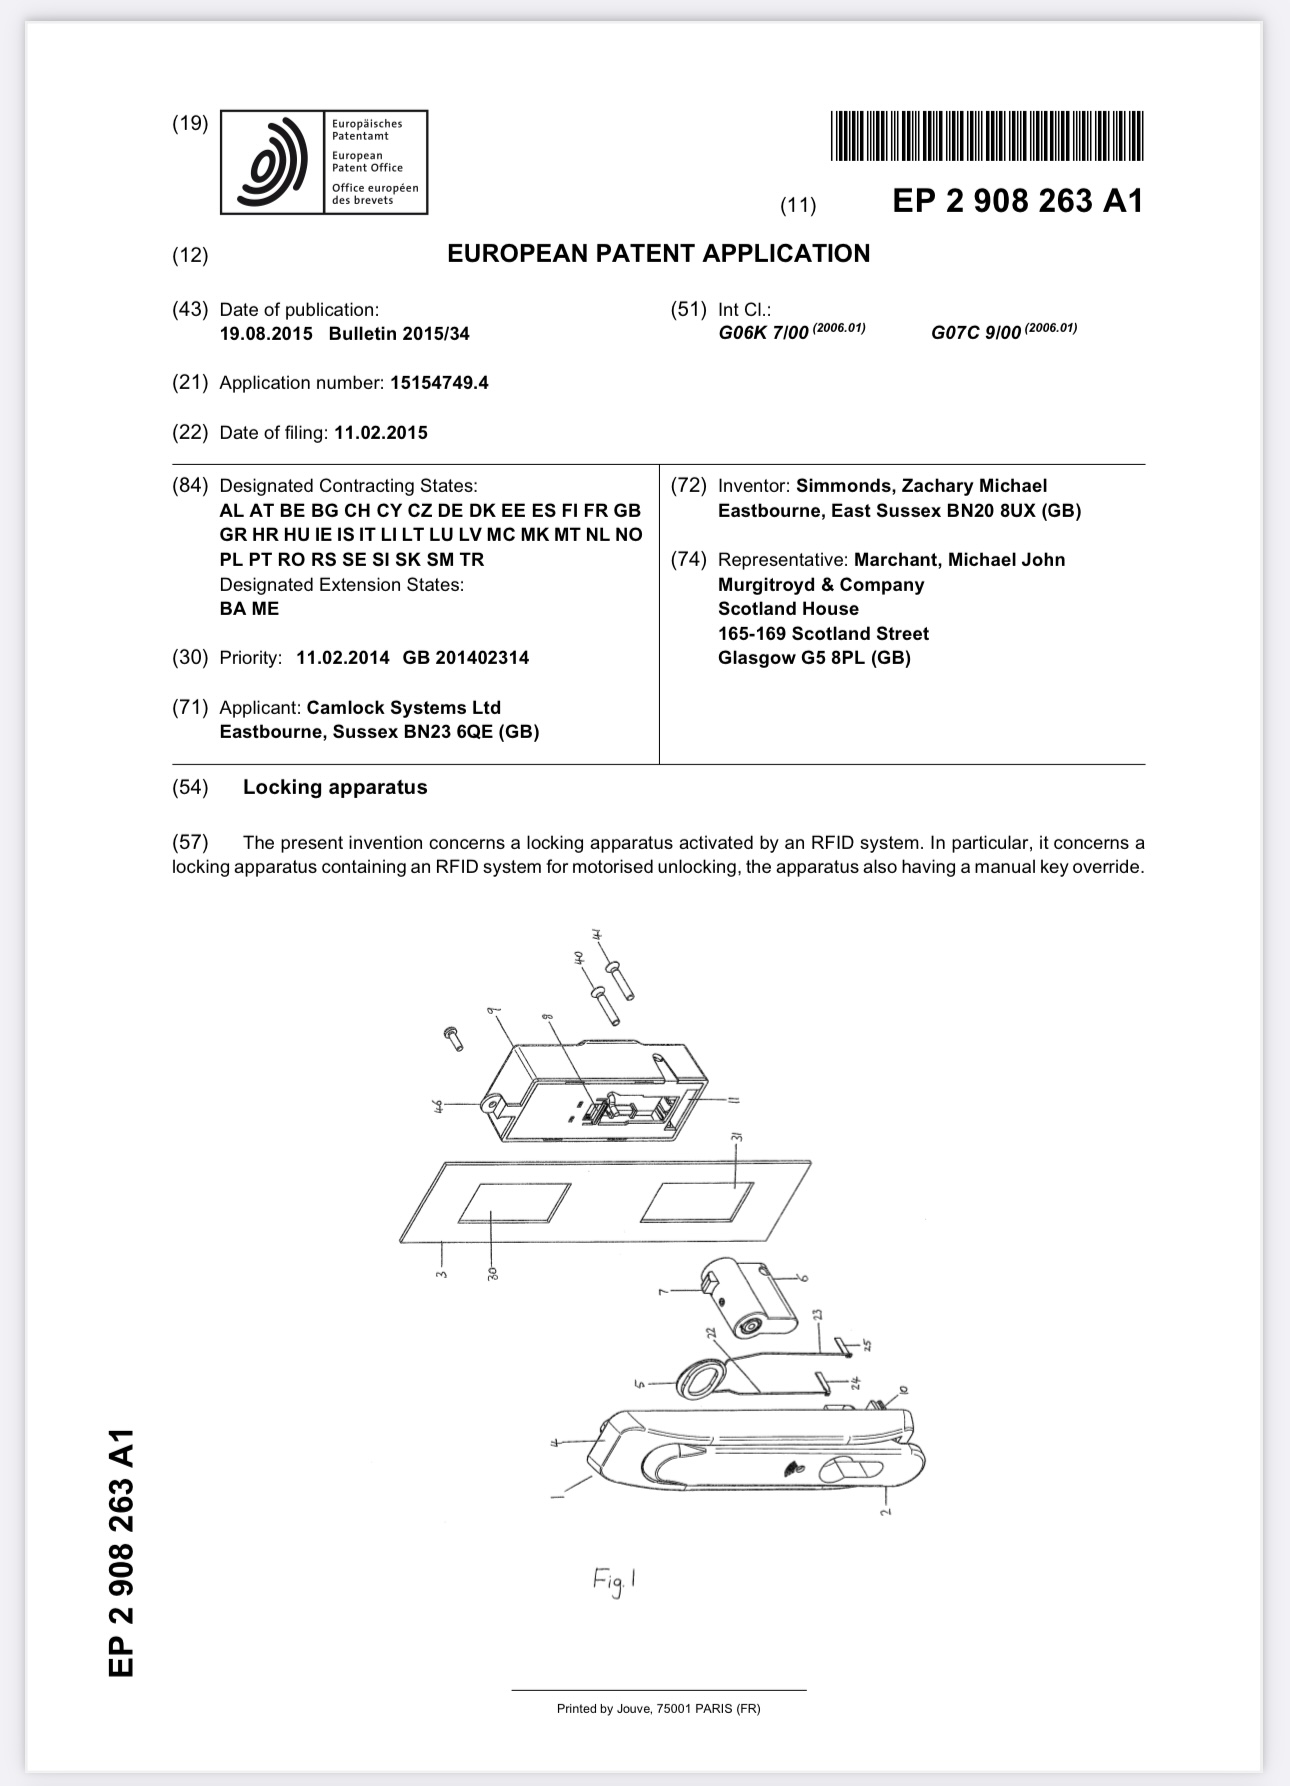 (19)
Europäisches
Patentamt
European
Patent Office
Office européen
des brevets
(11) EP 2 908 263 A1
(12) EUROPEAN PATENT APPLICATION
(43) Date of publication:
19.08.2015 Bulletin 2015/34
(51) Int Cl.:
G06K 7/00 (2006.01) G07C 9/00 (2006.01)
(21) Application number: 15154749.4
(22) Date of filing: 11.02.2015
(84) Designated Contracting States:
AL AT BE BG CH CY CZ DE DK EE ES FI FR GB
GR HR HU IE IS IT LI LT LU LV MC MK MT NL NO
PL PT RO RS SE SI SK SM TR
Designated Extension States:
BA ME
(30) Priority: 11.02.2014 GB 201402314
(71) Applicant: Camlock Systems Ltd
Eastbourne, Sussex BN23 6QE (GB)
(72) Inventor: Simmonds, Zachary Michael
Eastbourne, East Sussex BN20 8UX (GB)
(74) Representative: Marchant, Michael John
Murgitroyd & Company
Scotland House
165-169 Scotland Street
Glasgow G5 8PL (GB)
(54) Locking apparatus
(57) The present invention concerns a locking apparatus activated by an RFID system. In particular, it concerns a
locking apparatus containing an RFID system for motorised unlocking, the apparatus also having a manual key override.
41
40
9
8
46
11
31
3
30
7
6
23
22
25
5
24
10
4
1
2
Fig.1
EP 2 908 263 A1
Printed by Jouve, 75001 PARIS (FR)